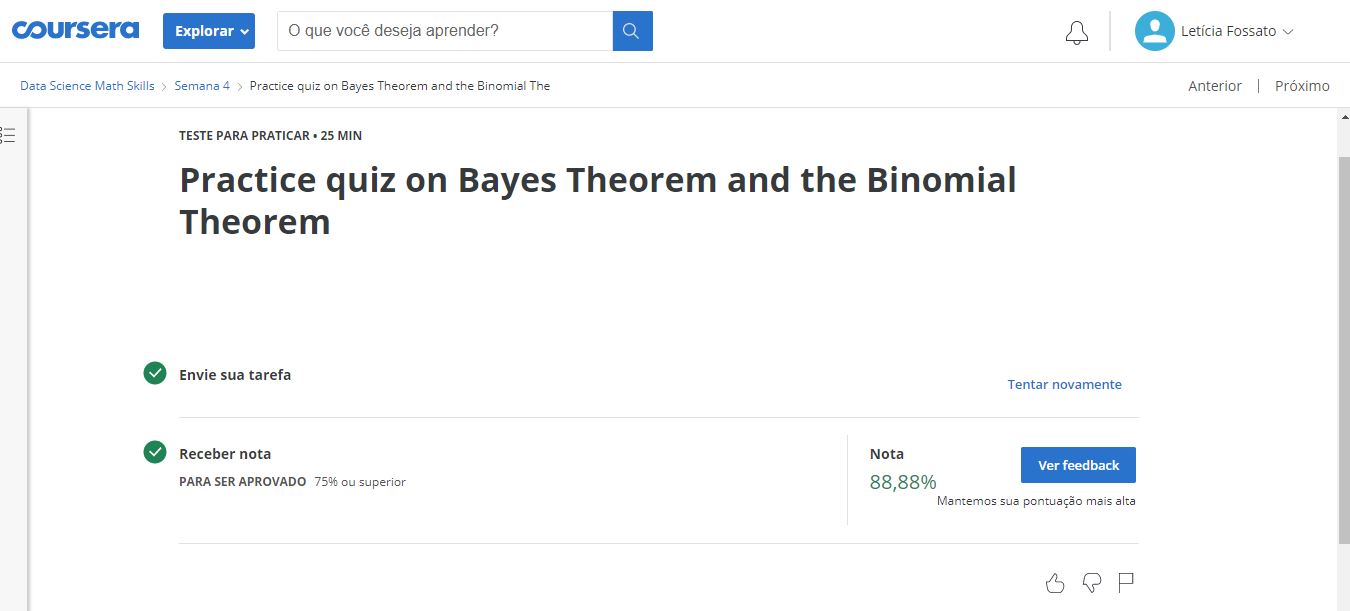 coursera
Explorar
O que você deseja aprender?
Letícia Fossato
Data Science Math Skills > Semana 4 > Practice quiz on Bayes Theorem and the Binomial The
Anterior | Próximo
TESTE PARA PRATICAR • 25 MIN
Practice quiz on Bayes Theorem and the Binomial
Theorem
Envie sua tarefa
Tentar novamente
Receber nota
PARA SER APROVADO 75% ou superior
Nota
88,88%
Ver feedback
Mantemos sua pontuação mais alta